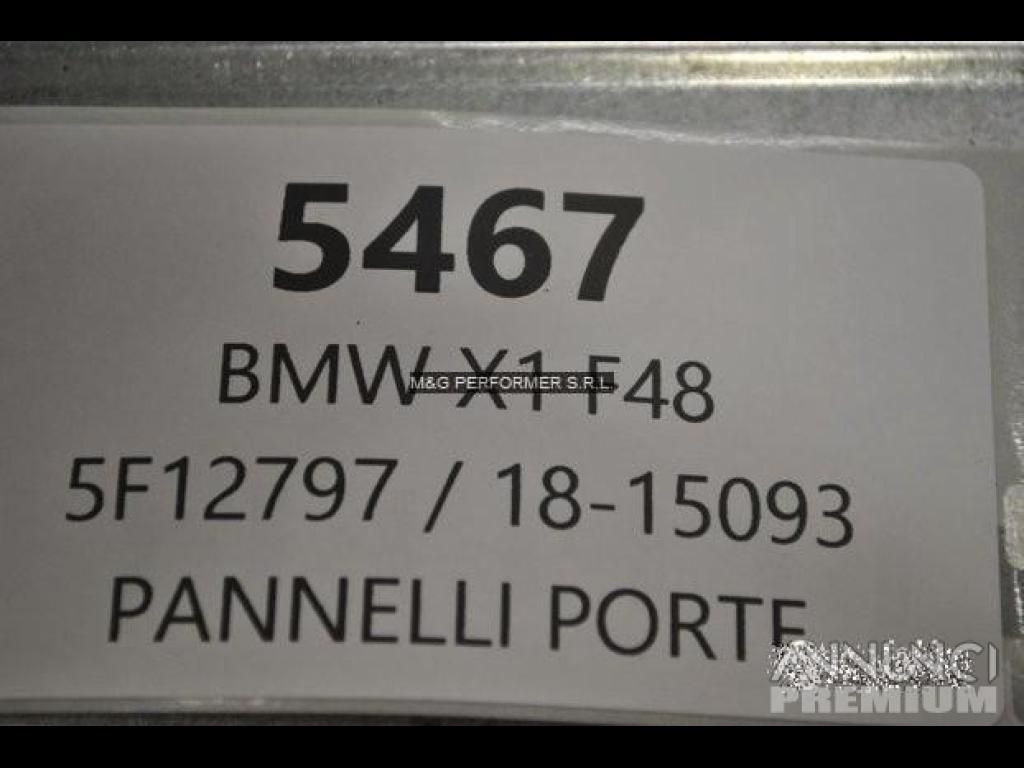 5467
BMW X1 F48
M&G PERFORMER S.R.L.
5F12797 / 18-15093
PANNELLI PORTE
ANNUNCI
PREMIUM